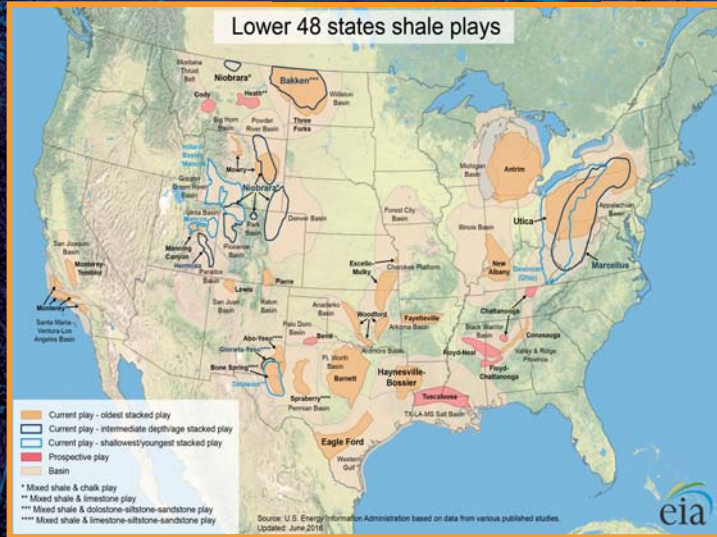 Lower 48 states shale plays
Montana
Thrust
Belt
Niobrara*
Bakken***
Heath**
Cody
Williston
Basin
Big Horn
Basin
Powder
River Basin
Three
Forks
Hilliard
Baxter
Mancos
Mowry
Greater
Green River
Basin
Niobrara*
Michigan
Basin
Antrim
Uinta Basin
Park
Basin
Denver Basin
Forest City
Basin
Illinois Basin
Utica
Appalachian
Basin
Manning
Canyon
Piceance
Basin
Hermosa
Paradox
Basin
San Joaquin
Basin
Monterey-
Temblor
Monterey
Santa Maria,
Ventura-Los
Angeles Basin
Excello-
Mulky
Cherokee Platform
New
Albany
Devonian
(Ohio)
Marcellus
Lewis
Pierre
San Juan
Basin
Raton
Basin
Anadarko
Basin
Woodford
Fayetteville
Arkoma Basin
Chattanooga
Black Warrior
Basin
Conasauga
Palo Duro
Basin
Bend
Abo-Yeso****
Glorieta-Yeso****
Bone Spring****
Delaware
Ardmore Basin
Floyd-Neal
Valley & Ridge
Province
Floyd-
Chattanooga
Ft. Worth
Basin
Barnett
Haynesville-
Bossier
Tuscaloosa
TX-LA-MS Salt Basin
Spraberry****
Permian Basin
Eagle Ford
Western
Gulf
Current play - oldest stacked play
Current play - intermediate depth/age stacked play
Current play - shallowest/youngest stacked play
Prospective play
Basin
* Mixed shale & chalk play
** Mixed shale & limestone play
*** Mixed shale & dolostone-siltstone-sandstone play
**** Mixed shale & limestone-siltstone-sandstone play
Source: U.S. Energy Information Administration based on data from various published studies.
Updated: June 2016
eia